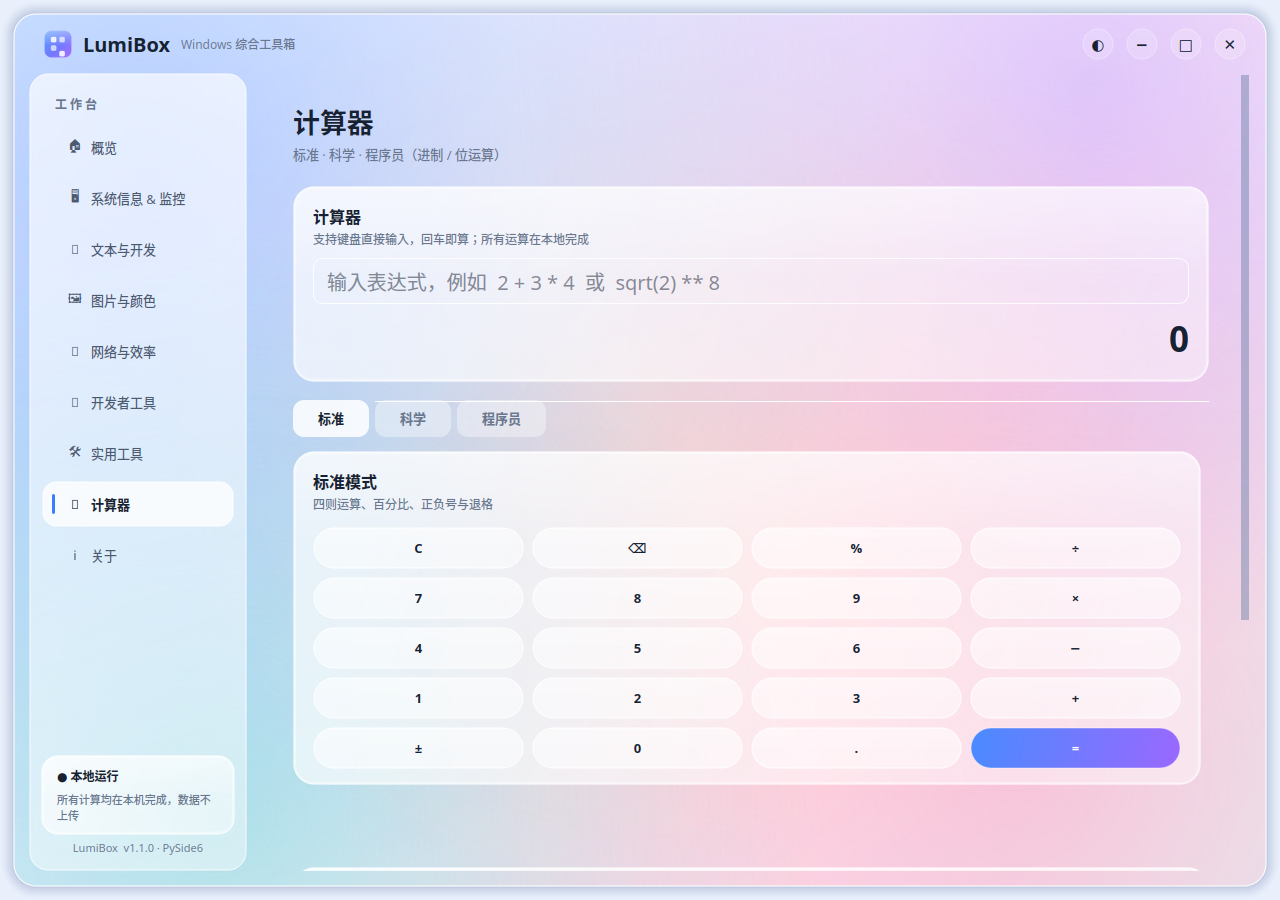 LumiBox Windows 综合工具箱
工作台
概览
系统信息 & 监控
文本与开发
图片与颜色
网络与效率
开发者工具
实用工具
计算器
i 关于
● 本地运行
所有计算均在本机完成，数据不
上传
LumiBox v1.1.0 · PySide6
计算器
标准 · 科学 · 程序员（进制 / 位运算）
计算器
支持键盘直接输入，回车即算；所有运算在本地完成
输入表达式，例如 2 + 3 * 4 或 sqrt(2) ** 8
0
标准 科学 程序员
标准模式
四则运算、百分比、正负号与退格
C ⌫ % ÷
7 8 9 ×
4 5 6 −
1 2 3 +
± 0 . =